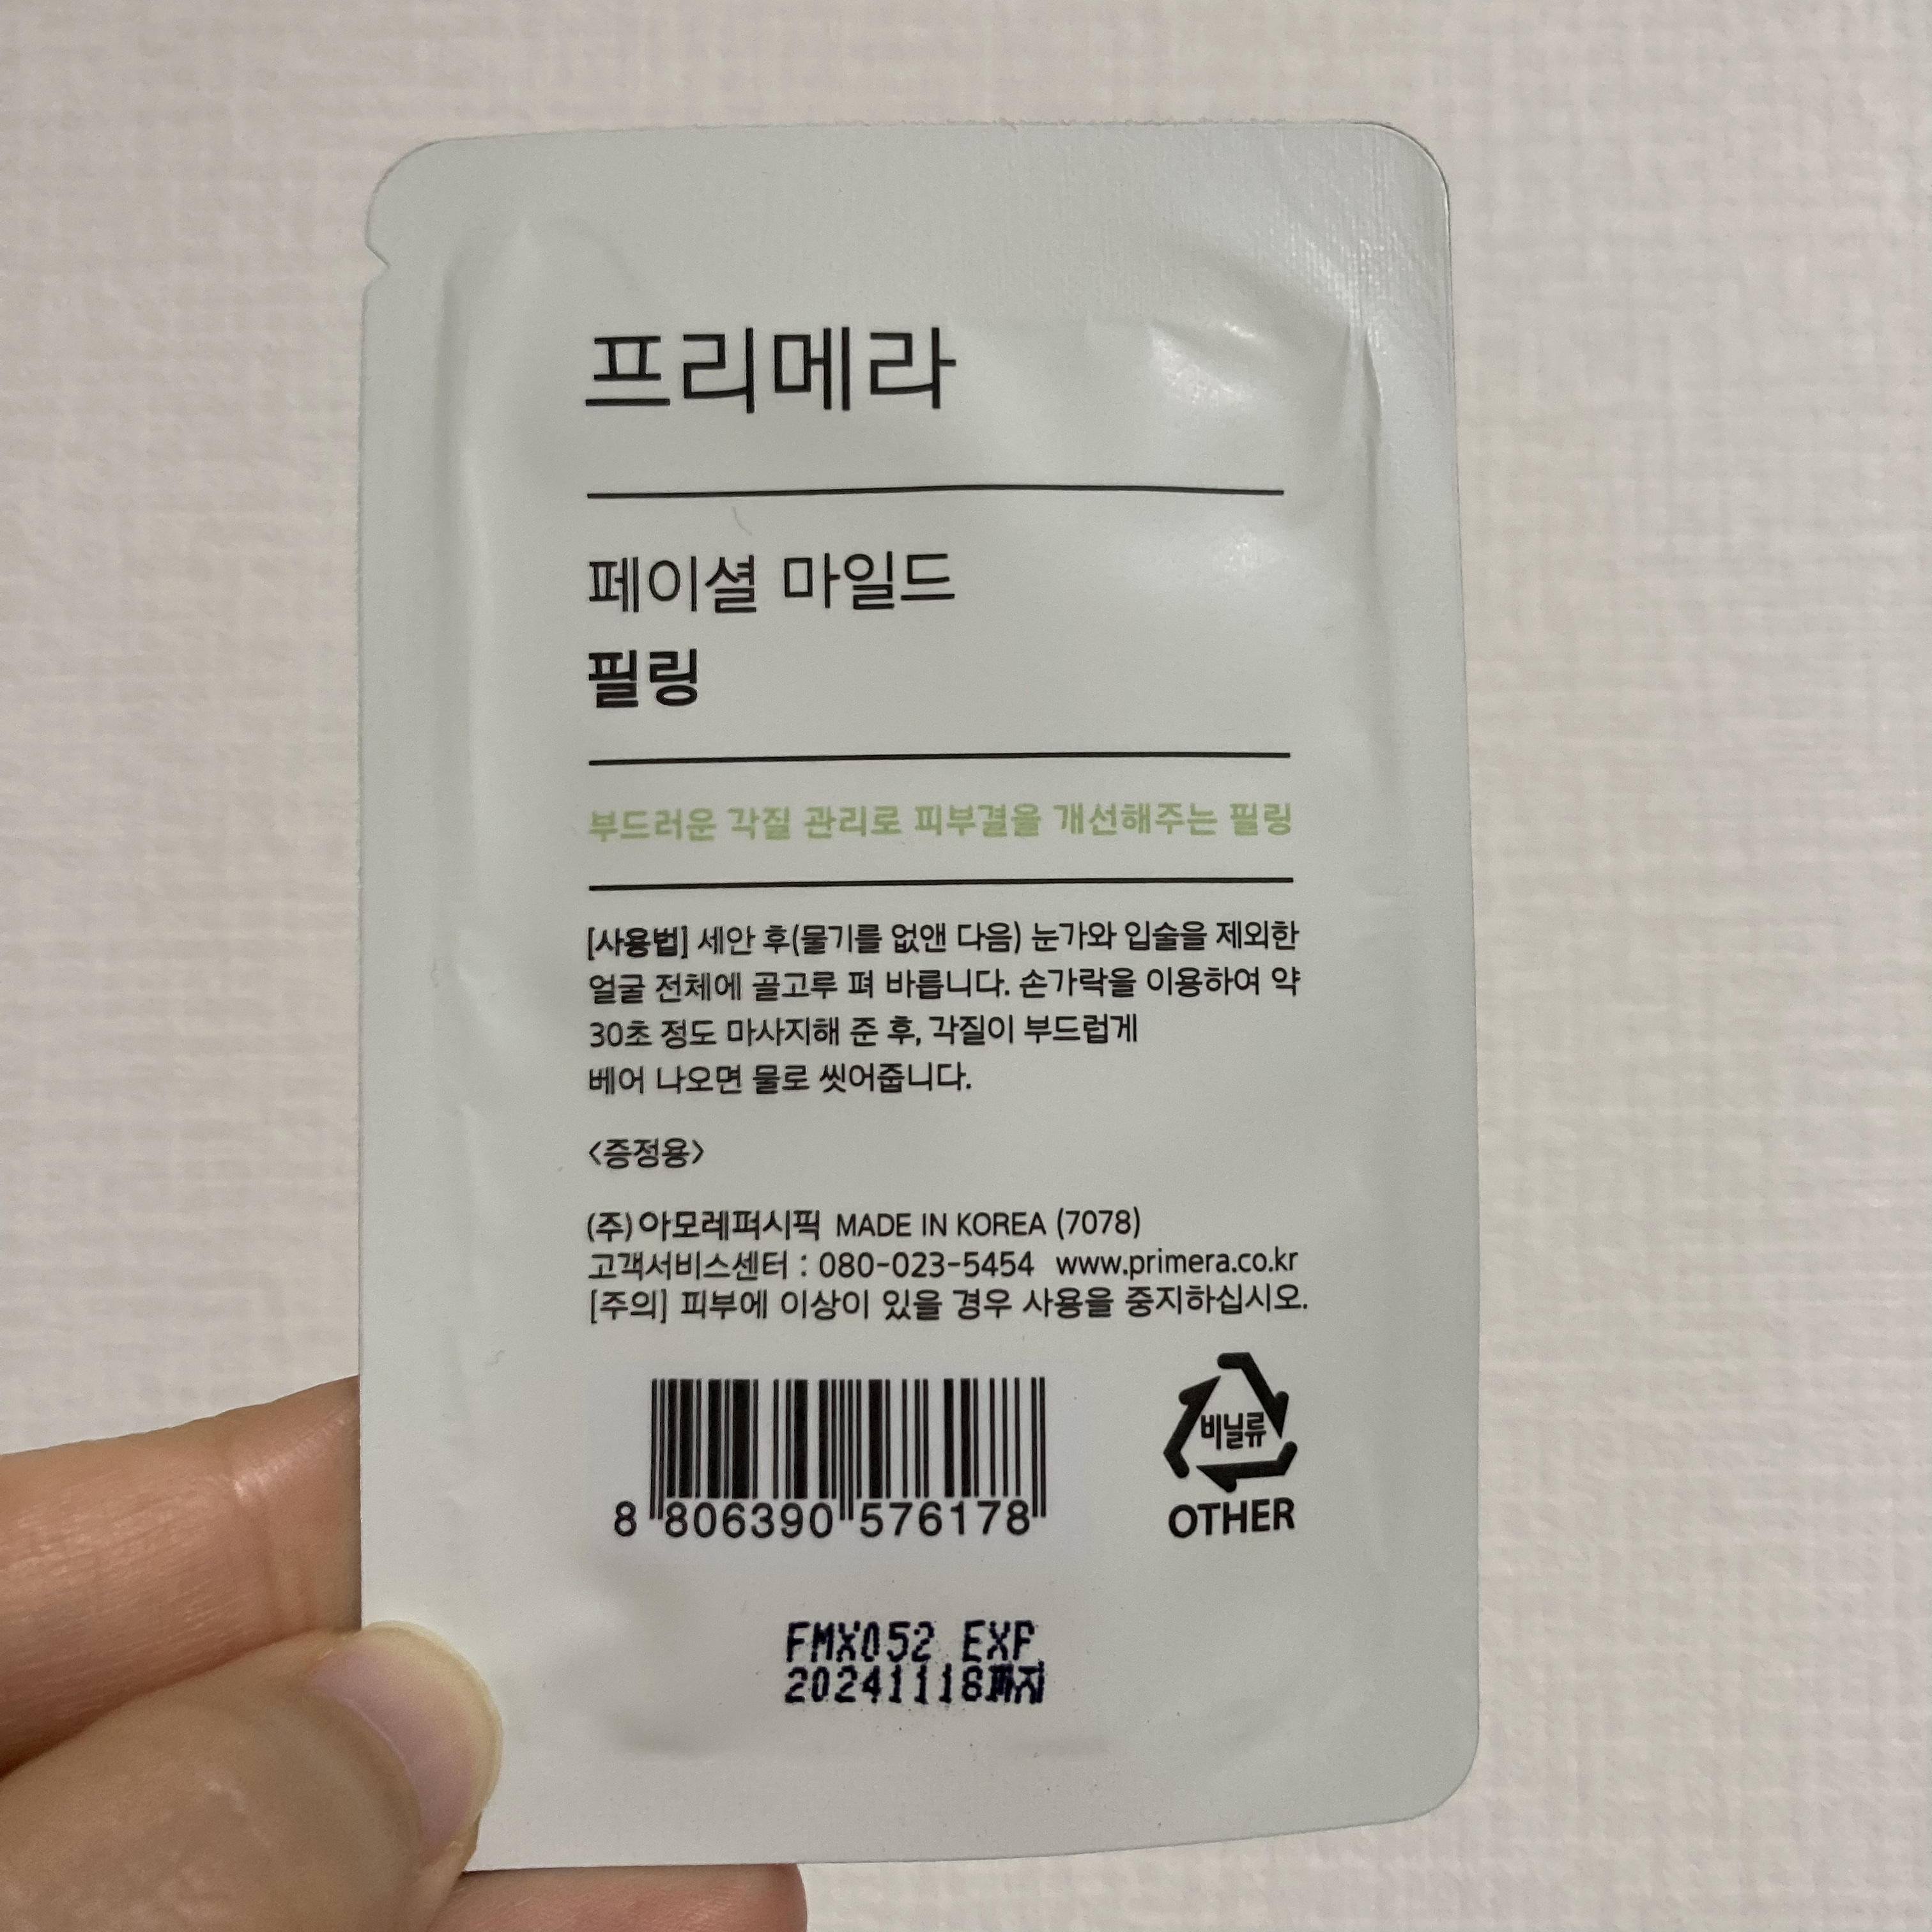 프리메라
페이셜 마일드
필링
부드러운 각질 관리로 피부결을 개선해주는 필링
[사용법] 세안 후(물기를 없앤 다음) 눈가와 입술을 제외한
얼굴 전체에 골고루 펴 바릅니다. 손가락을 이용하여 약
30초 정도 마사지해 준 후, 각질이 부드럽게
베어 나오면 물로 씻어줍니다.
<증정용>
(주)아모레퍼시픽 MADE IN KOREA (7078)
고객서비스센터 : 080-023-5454 www.primera.co.kr
[주의] 피부에 이상이 있을 경우 사용을 중지하십시오.
비닐류
OTHER
8 806390 576178
FMX052 EXP
20241118까지